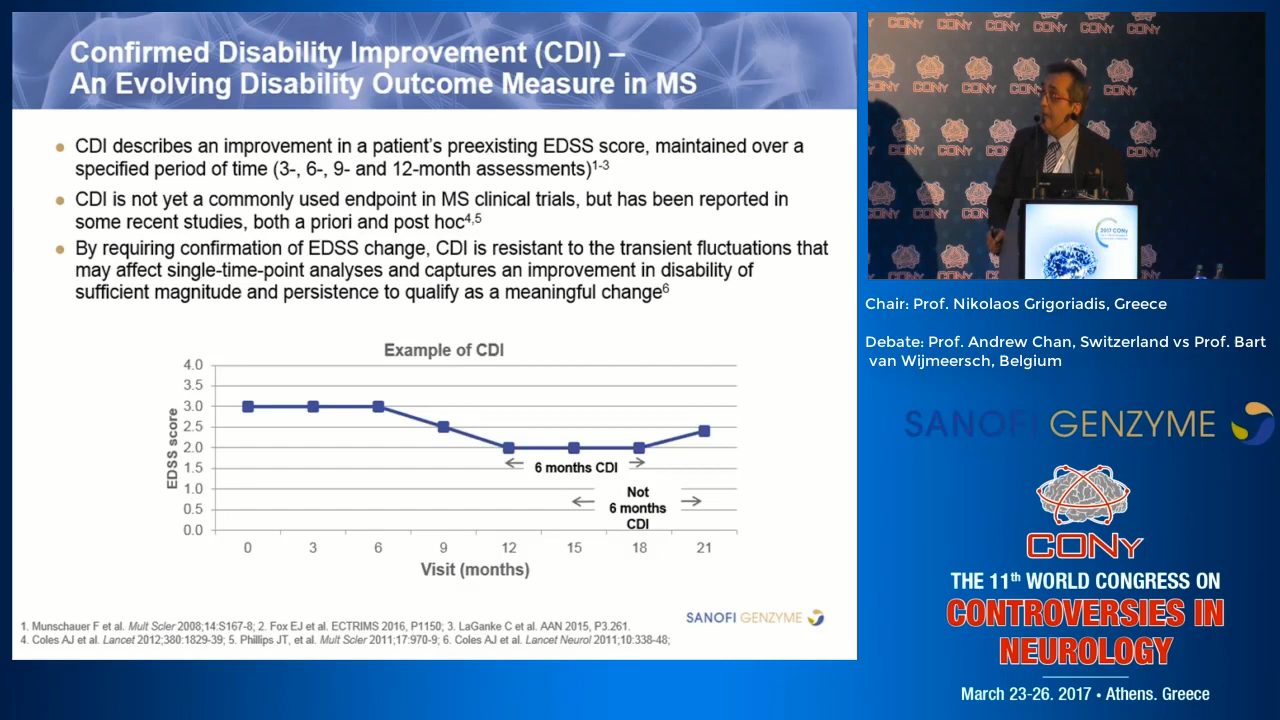 Confirmed Disability Improvement (CDI) –
An Evolving Disability Outcome Measure in MS
CDI describes an improvement in a patient's preexisting EDSS score, maintained over a
specified period of time (3-, 6-, 9- and 12-month assessments)1-3
CDI is not yet a commonly used endpoint in MS clinical trials, but has been reported in
some recent studies, both a priori and post hoc4,5
By requiring confirmation of EDSS change, CDI is resistant to the transient fluctuations that
may affect single-time-point analyses and captures an improvement in disability of
sufficient magnitude and persistence to qualify as a meaningful change6
Example of CDI
EDSS score
4.0
3.5
3.0
2.5
2.0
1.5
1.0
0.5
0.0
6 months CDI
Not
6 months
CDI
0 3 6 9 12 15 18 21
Visit (months)
SANOFI GENZYME
1. Munschauer F et al. Mult Scler 2008;14:S167-8; 2. Fox EJ et al. ECTRIMS 2016, P1150; 3. LaGanke C et al. AAN 2015, P3.261.
4. Coles AJ et al. Lancet 2012;380:1829-39; 5. Phillips JT, et al. Mult Scler 2011;17:970-9; 6. Coles AJ et al. Lancet Neurol 2011;10:338-48;
CONy
2017 CONy
Chair: Prof. Nikolaos Grigoriadis, Greece
Debate: Prof. Andrew Chan, Switzerland vs Prof. Bart
van Wijmeersch, Belgium
SANOFI GENZYME
CONy
THE 11th WORLD CONGRESS ON
CONTROVERSIES IN
NEUROLOGY
March 23-26. 2017 • Athens. Greece